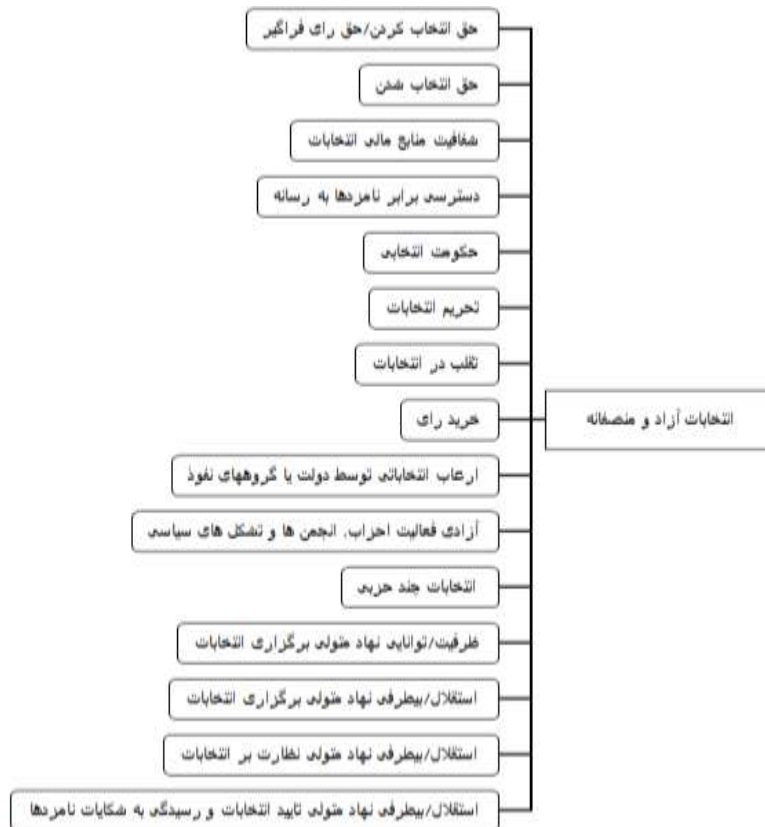 حق انتخاب کردن/حق رای فراگیر
حق انتخاب شدن
شفافیت منابع مالی انتخابات
دسترسی برابر نامزدها به رسانه
حکومت انتخابی
تحریم انتخابات
تقلب در انتخابات
خرید رای
انتخابات آزاد و منصفانه
ارعاب انتخاباتی توسط دولت یا گروههای نفوذ
آزادی فعالیت احزاب، انجمن ها و تشکل های سیاسی
انتخابات چند حزبی
ظرفیت/توانایی نهاد متولی برگزاری انتخابات
استقلال/بیطرفی نهاد متولی برگزاری انتخابات
استقلال/بیطرفی نهاد متولی نظارت بر انتخابات
استقلال/بیطرفی نهاد متولی تایید انتخابات و رسیدگی به شکایات نامزدها